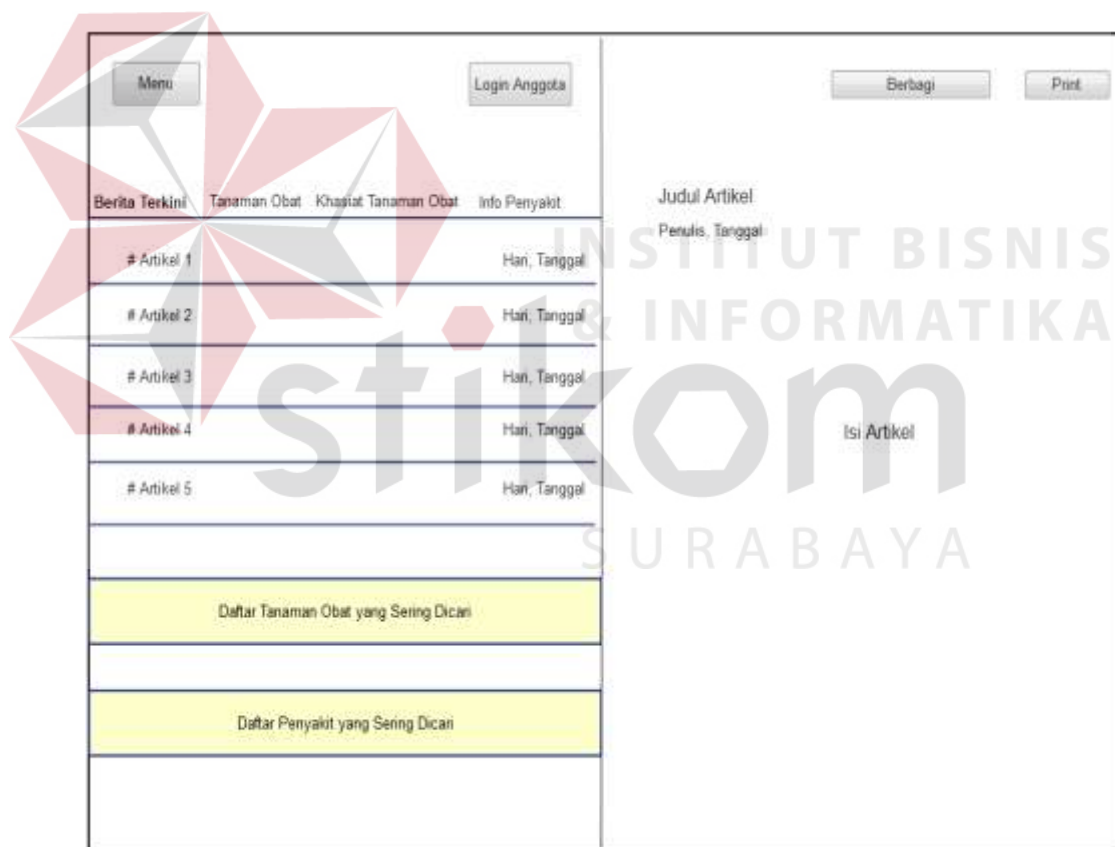 Menu
Login Anggota
Berita Terkini
Tanaman Obat
Khasiat Tanaman Obat
Info Penyakit
# Artikel 1
Hari, Tanggal
# Artikel 2
Hari, Tanggal
# Artikel 3
Hari, Tanggal
# Artikel 4
Hari, Tanggal
# Artikel 5
Hari, Tanggal
Daftar Tanaman Obat yang Sering Dicari
Daftar Penyakit yang Sering Dicari
Berbagi
Print
Judul Artikel
Penulis, Tanggal
Isi Artikel
INSTITUT BISNIS
& INFORMATIKA
stikom
SURABAYA